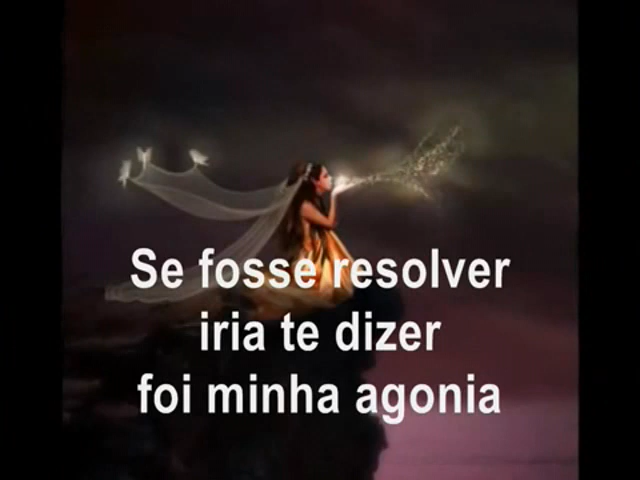 Se fosse resolver
iria te dizer
foi minha agonia